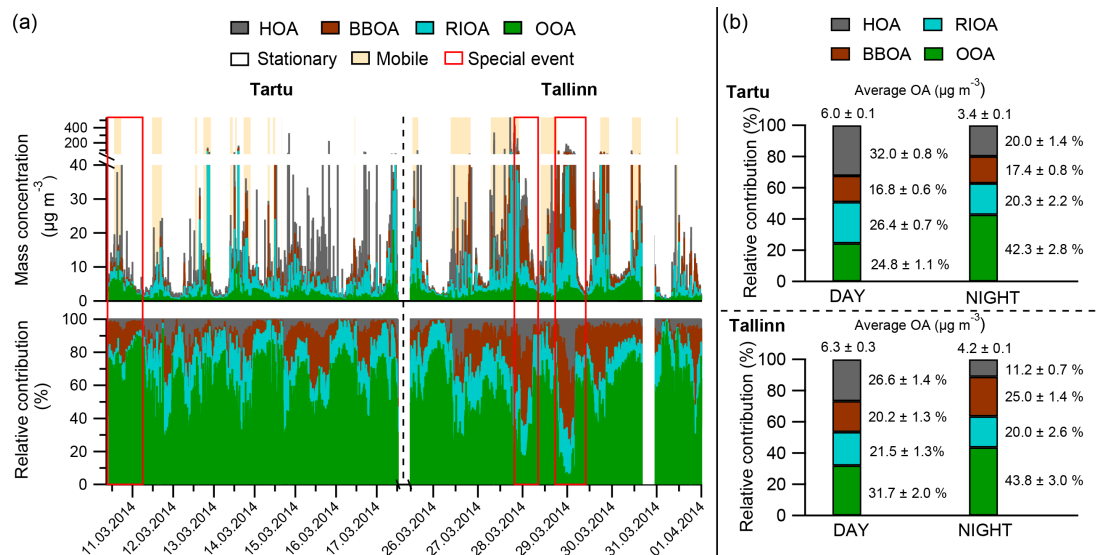 (a)
HOA BBOA RIOA OOA
Stationary Mobile Special event
Tartu Tallinn
Mass concentration
(µg m⁻³)
400
200
40
30
20
10
0
Relative contribution
(%)
100
80
60
40
20
0
11.03.2014 12.03.2014 13.03.2014 14.03.2014 15.03.2014 16.03.2014 17.03.2014 26.03.2014 27.03.2014 28.03.2014 29.03.2014 30.03.2014 31.03.2014 01.04.2014
(b)
HOA RIOA
BBOA OOA
Tartu Average OA (µg m⁻³)
6.0 ± 0.1 3.4 ± 0.1
Relative contribution (%)
100
80
60
40
20
0
32.0 ± 0.8 %
16.8 ± 0.6 %
26.4 ± 0.7 %
24.8 ± 1.1 %
20.0 ± 1.4 %
17.4 ± 0.8 %
20.3 ± 2.2 %
42.3 ± 2.8 %
DAY NIGHT
Tallinn Average OA (µg m⁻³)
6.3 ± 0.3 4.2 ± 0.1
Relative contribution (%)
100
80
60
40
20
0
26.6 ± 1.4 %
20.2 ± 1.3 %
21.5 ± 1.3%
31.7 ± 2.0 %
11.2 ± 0.7 %
25.0 ± 1.4 %
20.0 ± 2.6 %
43.8 ± 3.0 %
DAY NIGHT